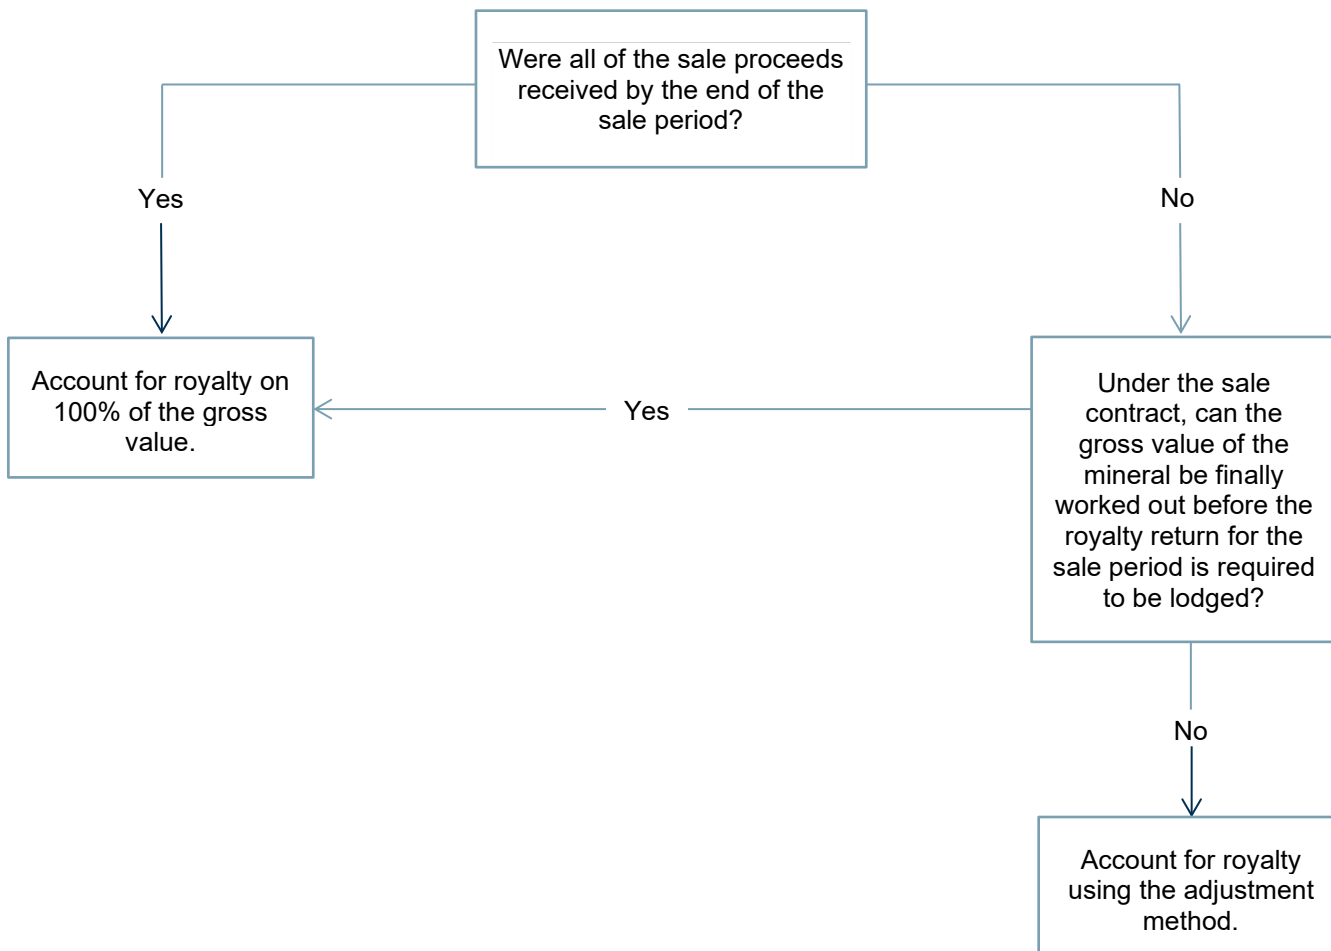 Were all of the sale proceeds
received by the end of the
sale period?
Yes
No
Account for royalty on
100% of the gross
value.
Yes
Under the sale
contract, can the
gross value of the
mineral be finally
worked out before the
royalty return for the
sale period is required
to be lodged?
No
Account for royalty
using the adjustment
method.